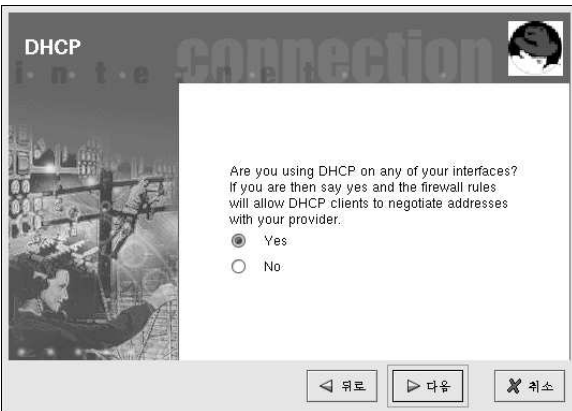 DHCP
connection
internet
Are you using DHCP on any of your interfaces?
If you are then say yes and the firewall rules
will allow DHCP clients to negotiate addresses
with your provider.
Yes
No
뒤로
다음
취소